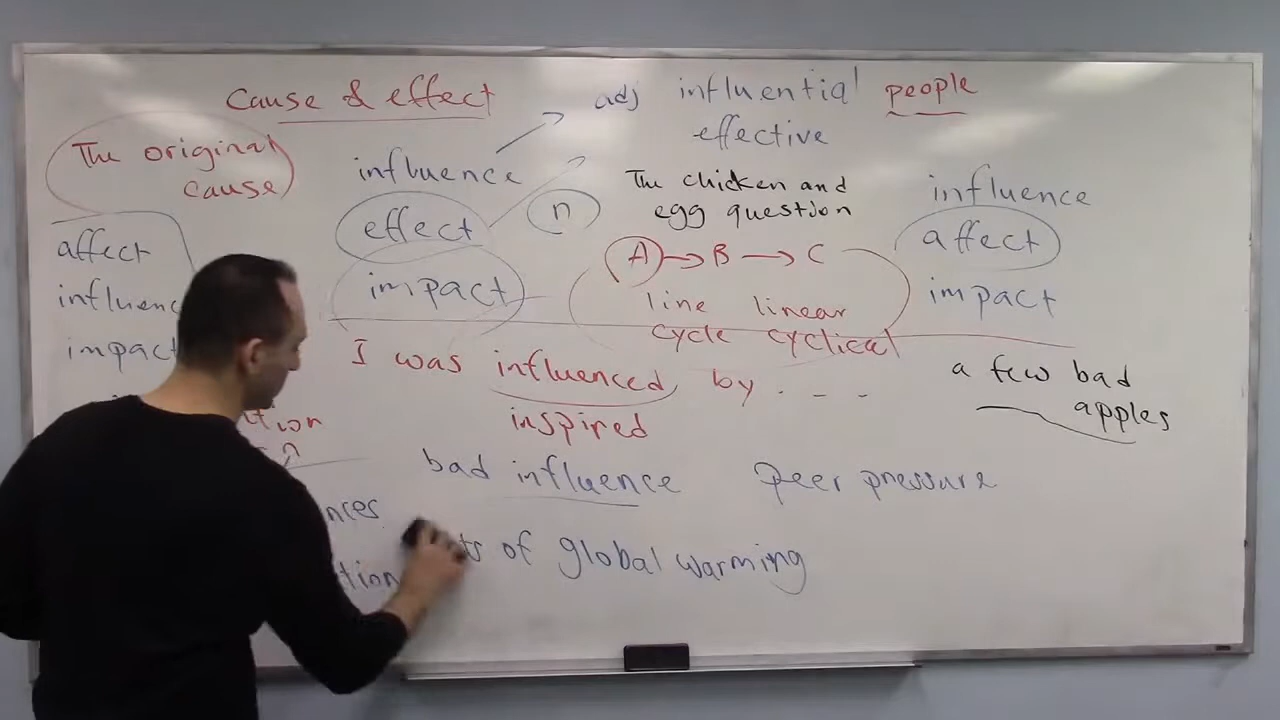 Cause & effect
adj influential people
effective
The original
cause
influence
effect
impact
n
The chicken and
egg question
A → B → C
line linear
cycle cyclical
influence
affect
impact
affect
impact
I was influenced by . - -
inspired
a few bad
apples
n
bad influence
peer pressure
of global warming